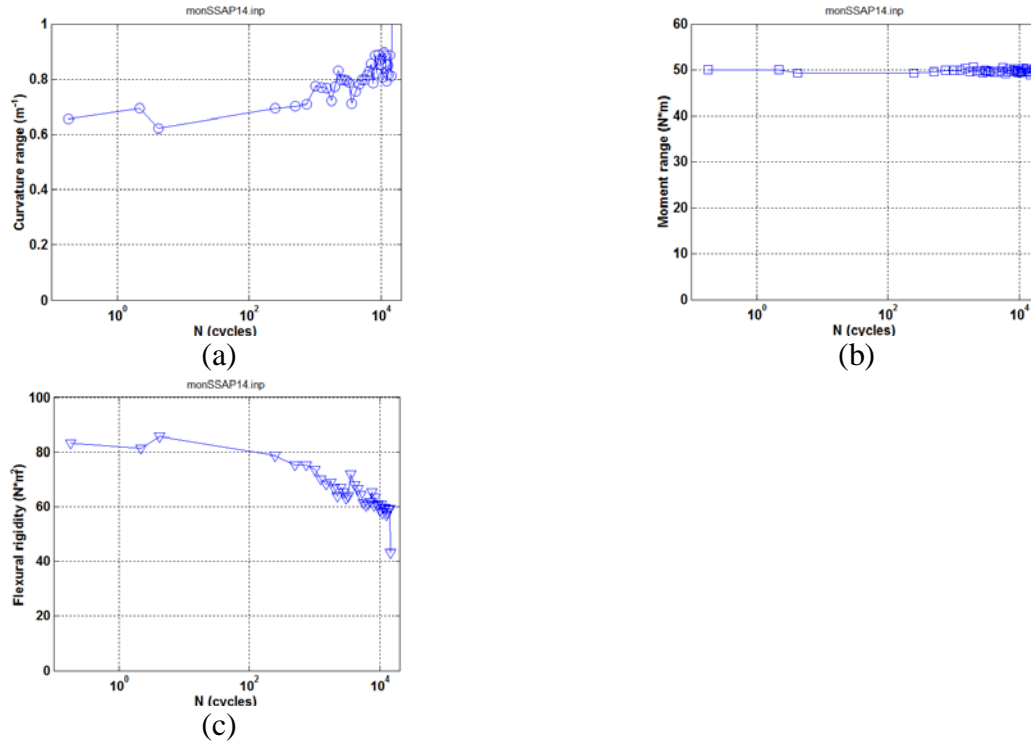 monSSAP14.inp
1
0.8
0.6
0.4
0.2
0
Curvature range (m⁻¹)
10⁰
10²
10⁴
N (cycles)
(a)
monSSAP14.inp
60
50
40
30
20
10
0
Moment range (N*m)
10⁰
10²
10⁴
N (cycles)
(b)
monSSAP14.inp
100
80
60
40
20
0
Flexural rigidity (N*m²)
10⁰
10²
10⁴
N (cycles)
(c)